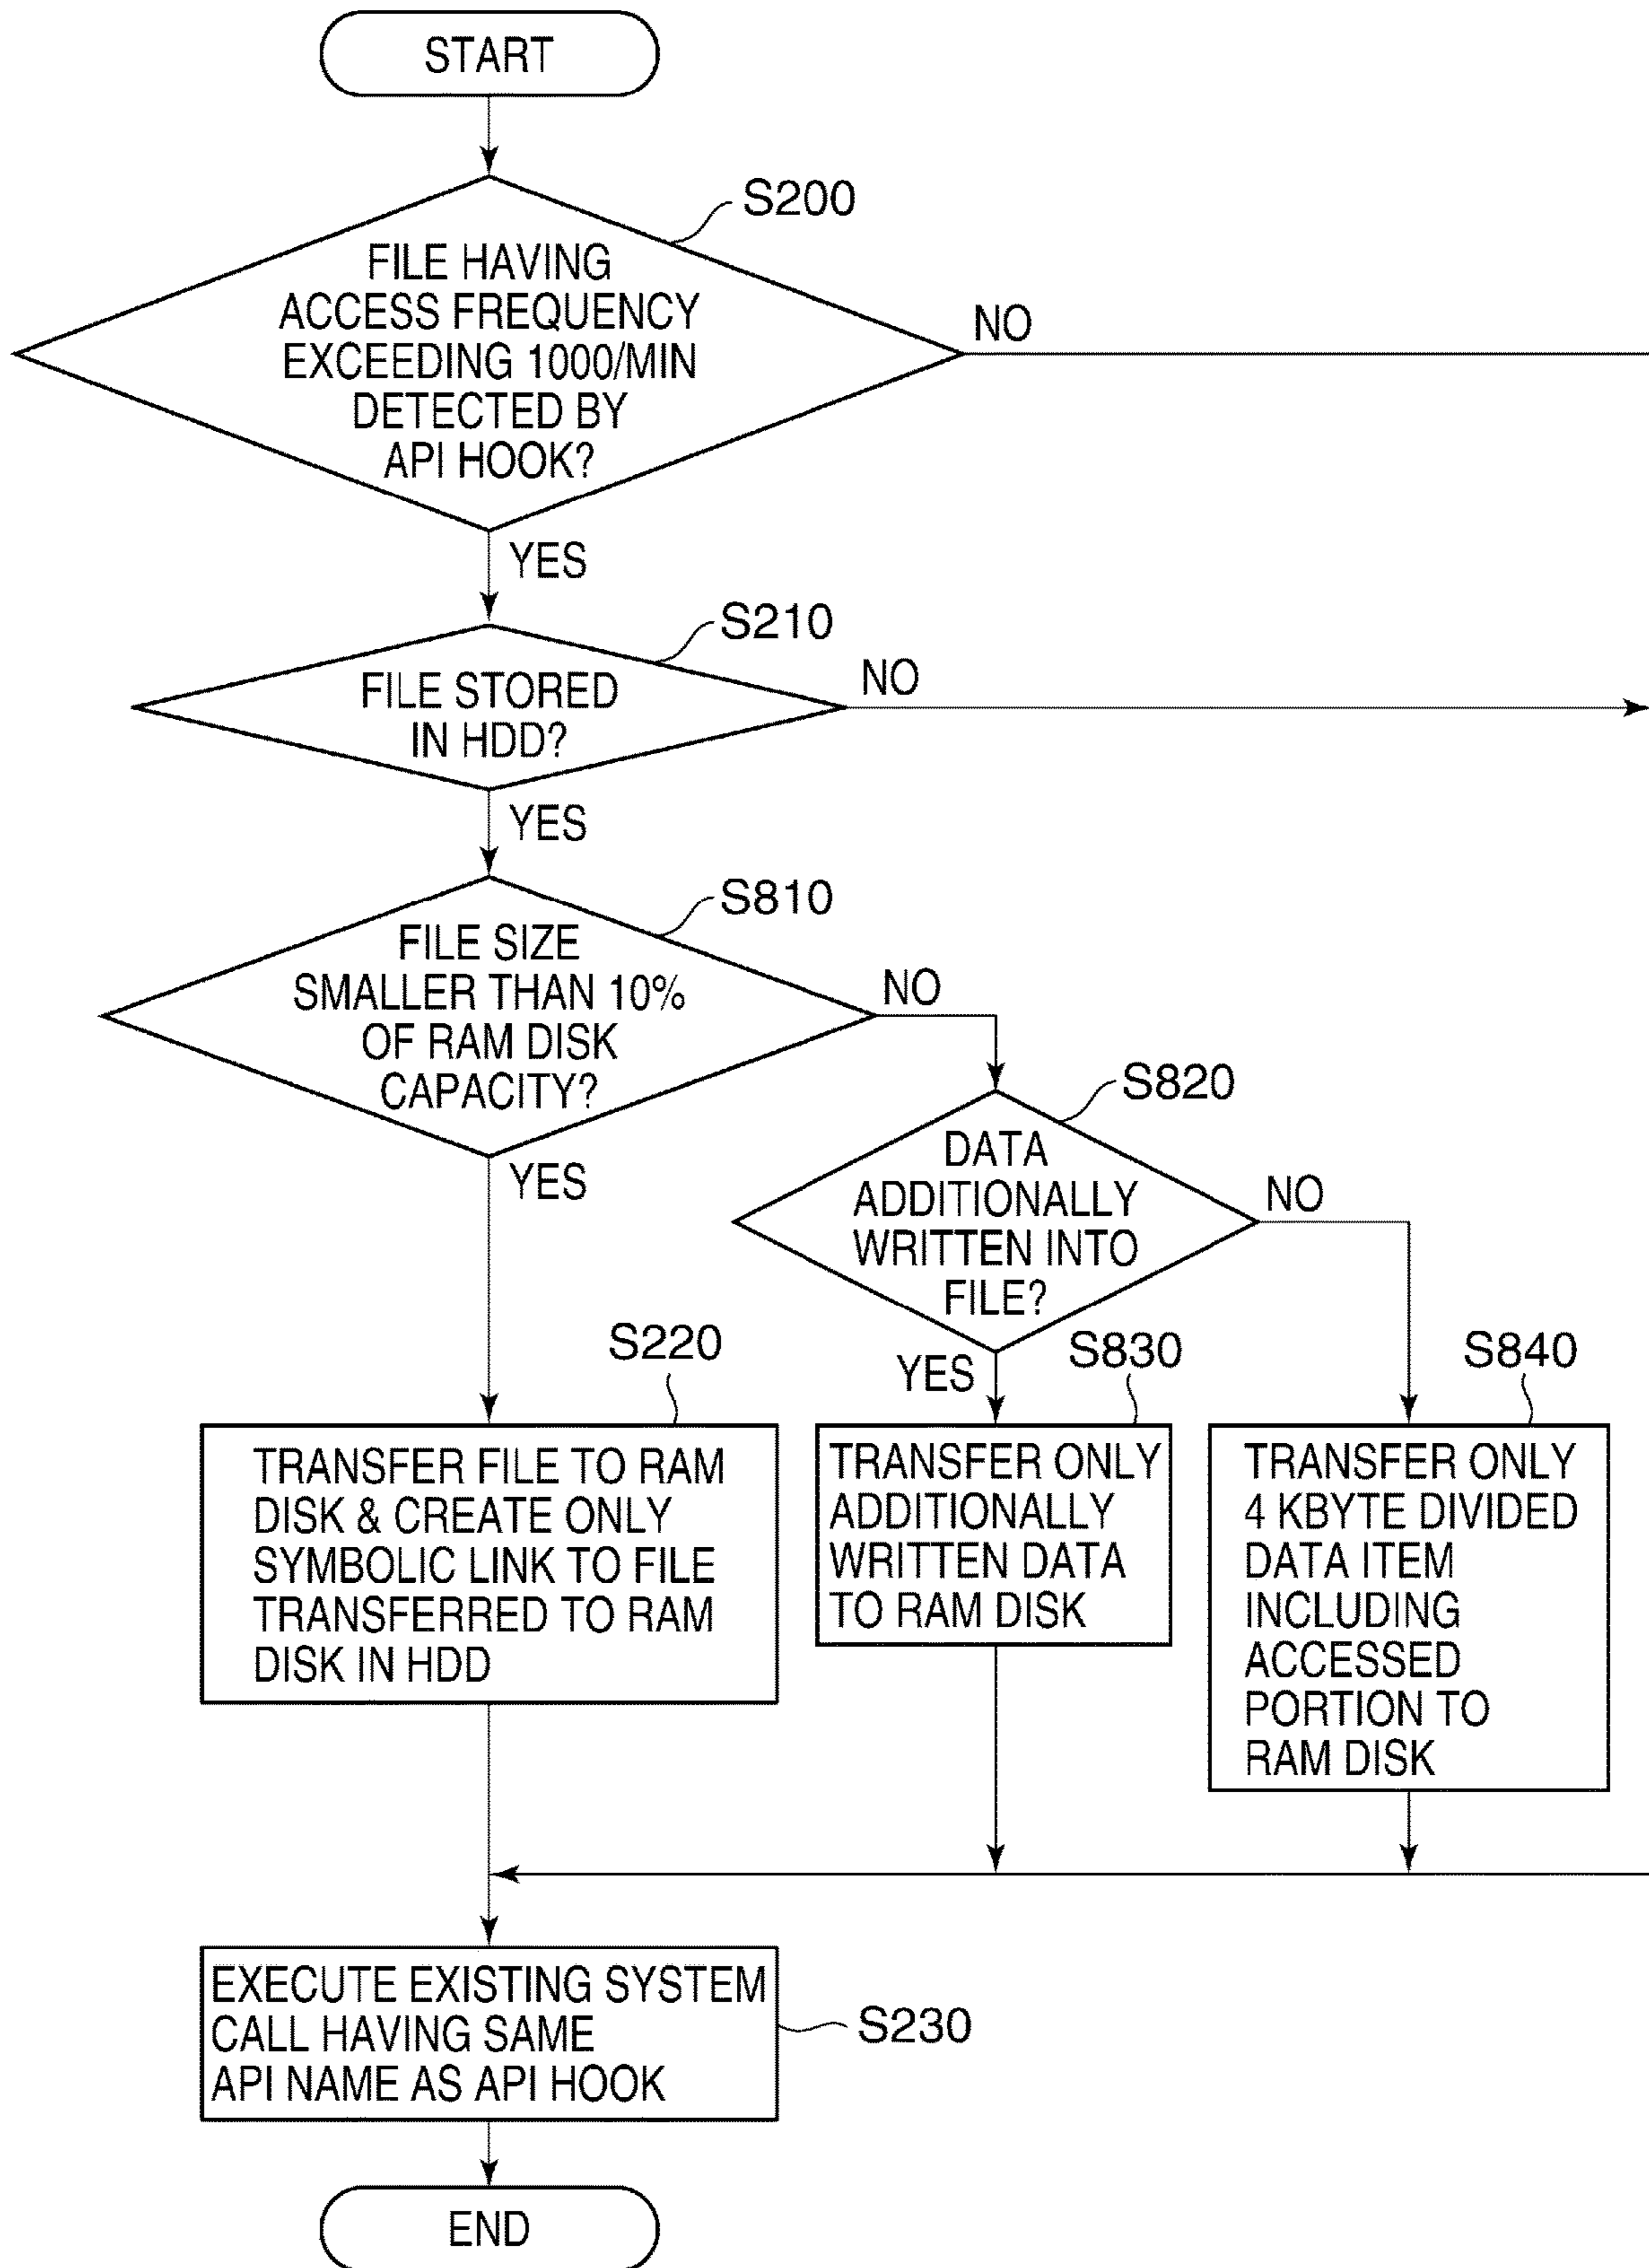 START
S200
FILE HAVING
ACCESS FREQUENCY
EXCEEDING 1000/MIN
DETECTED BY
API HOOK?
NO
YES
S210
FILE STORED
IN HDD?
NO
YES
S810
FILE SIZE
SMALLER THAN 10%
OF RAM DISK
CAPACITY?
NO
YES
S820
DATA
ADDITIONALLY
WRITTEN INTO
FILE?
NO
YES
S220
TRANSFER FILE TO RAM
DISK & CREATE ONLY
SYMBOLIC LINK TO FILE
TRANSFERRED TO RAM
DISK IN HDD
S830
TRANSFER ONLY
ADDITIONALLY
WRITTEN DATA
TO RAM DISK
S840
TRANSFER ONLY
4 KBYTE DIVIDED
DATA ITEM
INCLUDING
ACCESSED
PORTION TO
RAM DISK
EXECUTE EXISTING SYSTEM
CALL HAVING SAME
API NAME AS API HOOK
S230
END